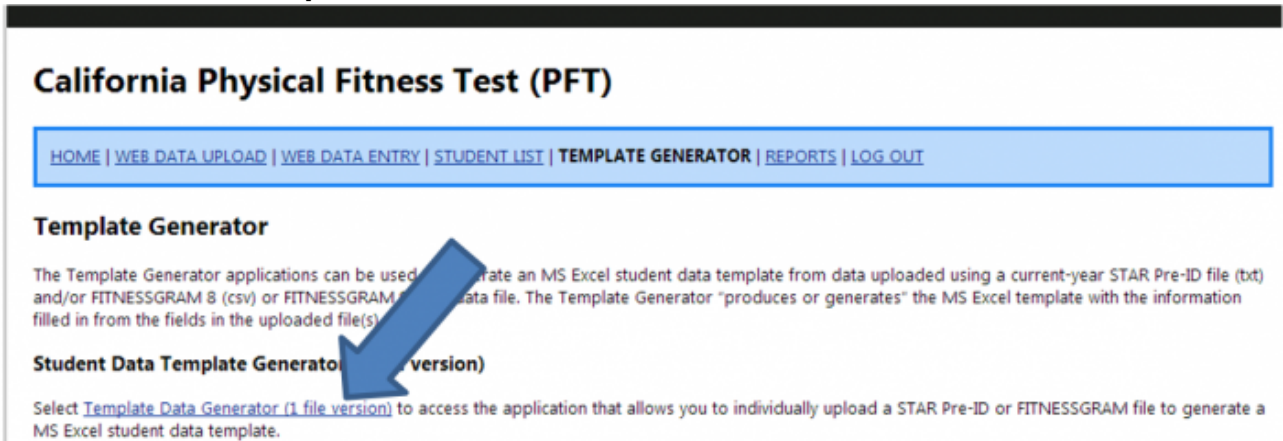 California Physical Fitness Test (PFT)
HOME | WEB DATA UPLOAD | WEB DATA ENTRY | STUDENT LIST | TEMPLATE GENERATOR | REPORTS | LOG OUT
Template Generator
The Template Generator applications can be used rate an MS Excel student data template from data uploaded using a current-year STAR Pre-ID file (txt)
and/or FITNESSGRAM 8 (csv) or FITNESSGRAM data file. The Template Generator "produces or generates" the MS Excel template with the information
filled in from the fields in the uploaded file(s)
Student Data Template Generator version)
Select Template Data Generator (1 file version) to access the application that allows you to individually upload a STAR Pre-ID or FITNESSGRAM file to generate a
MS Excel student data template.